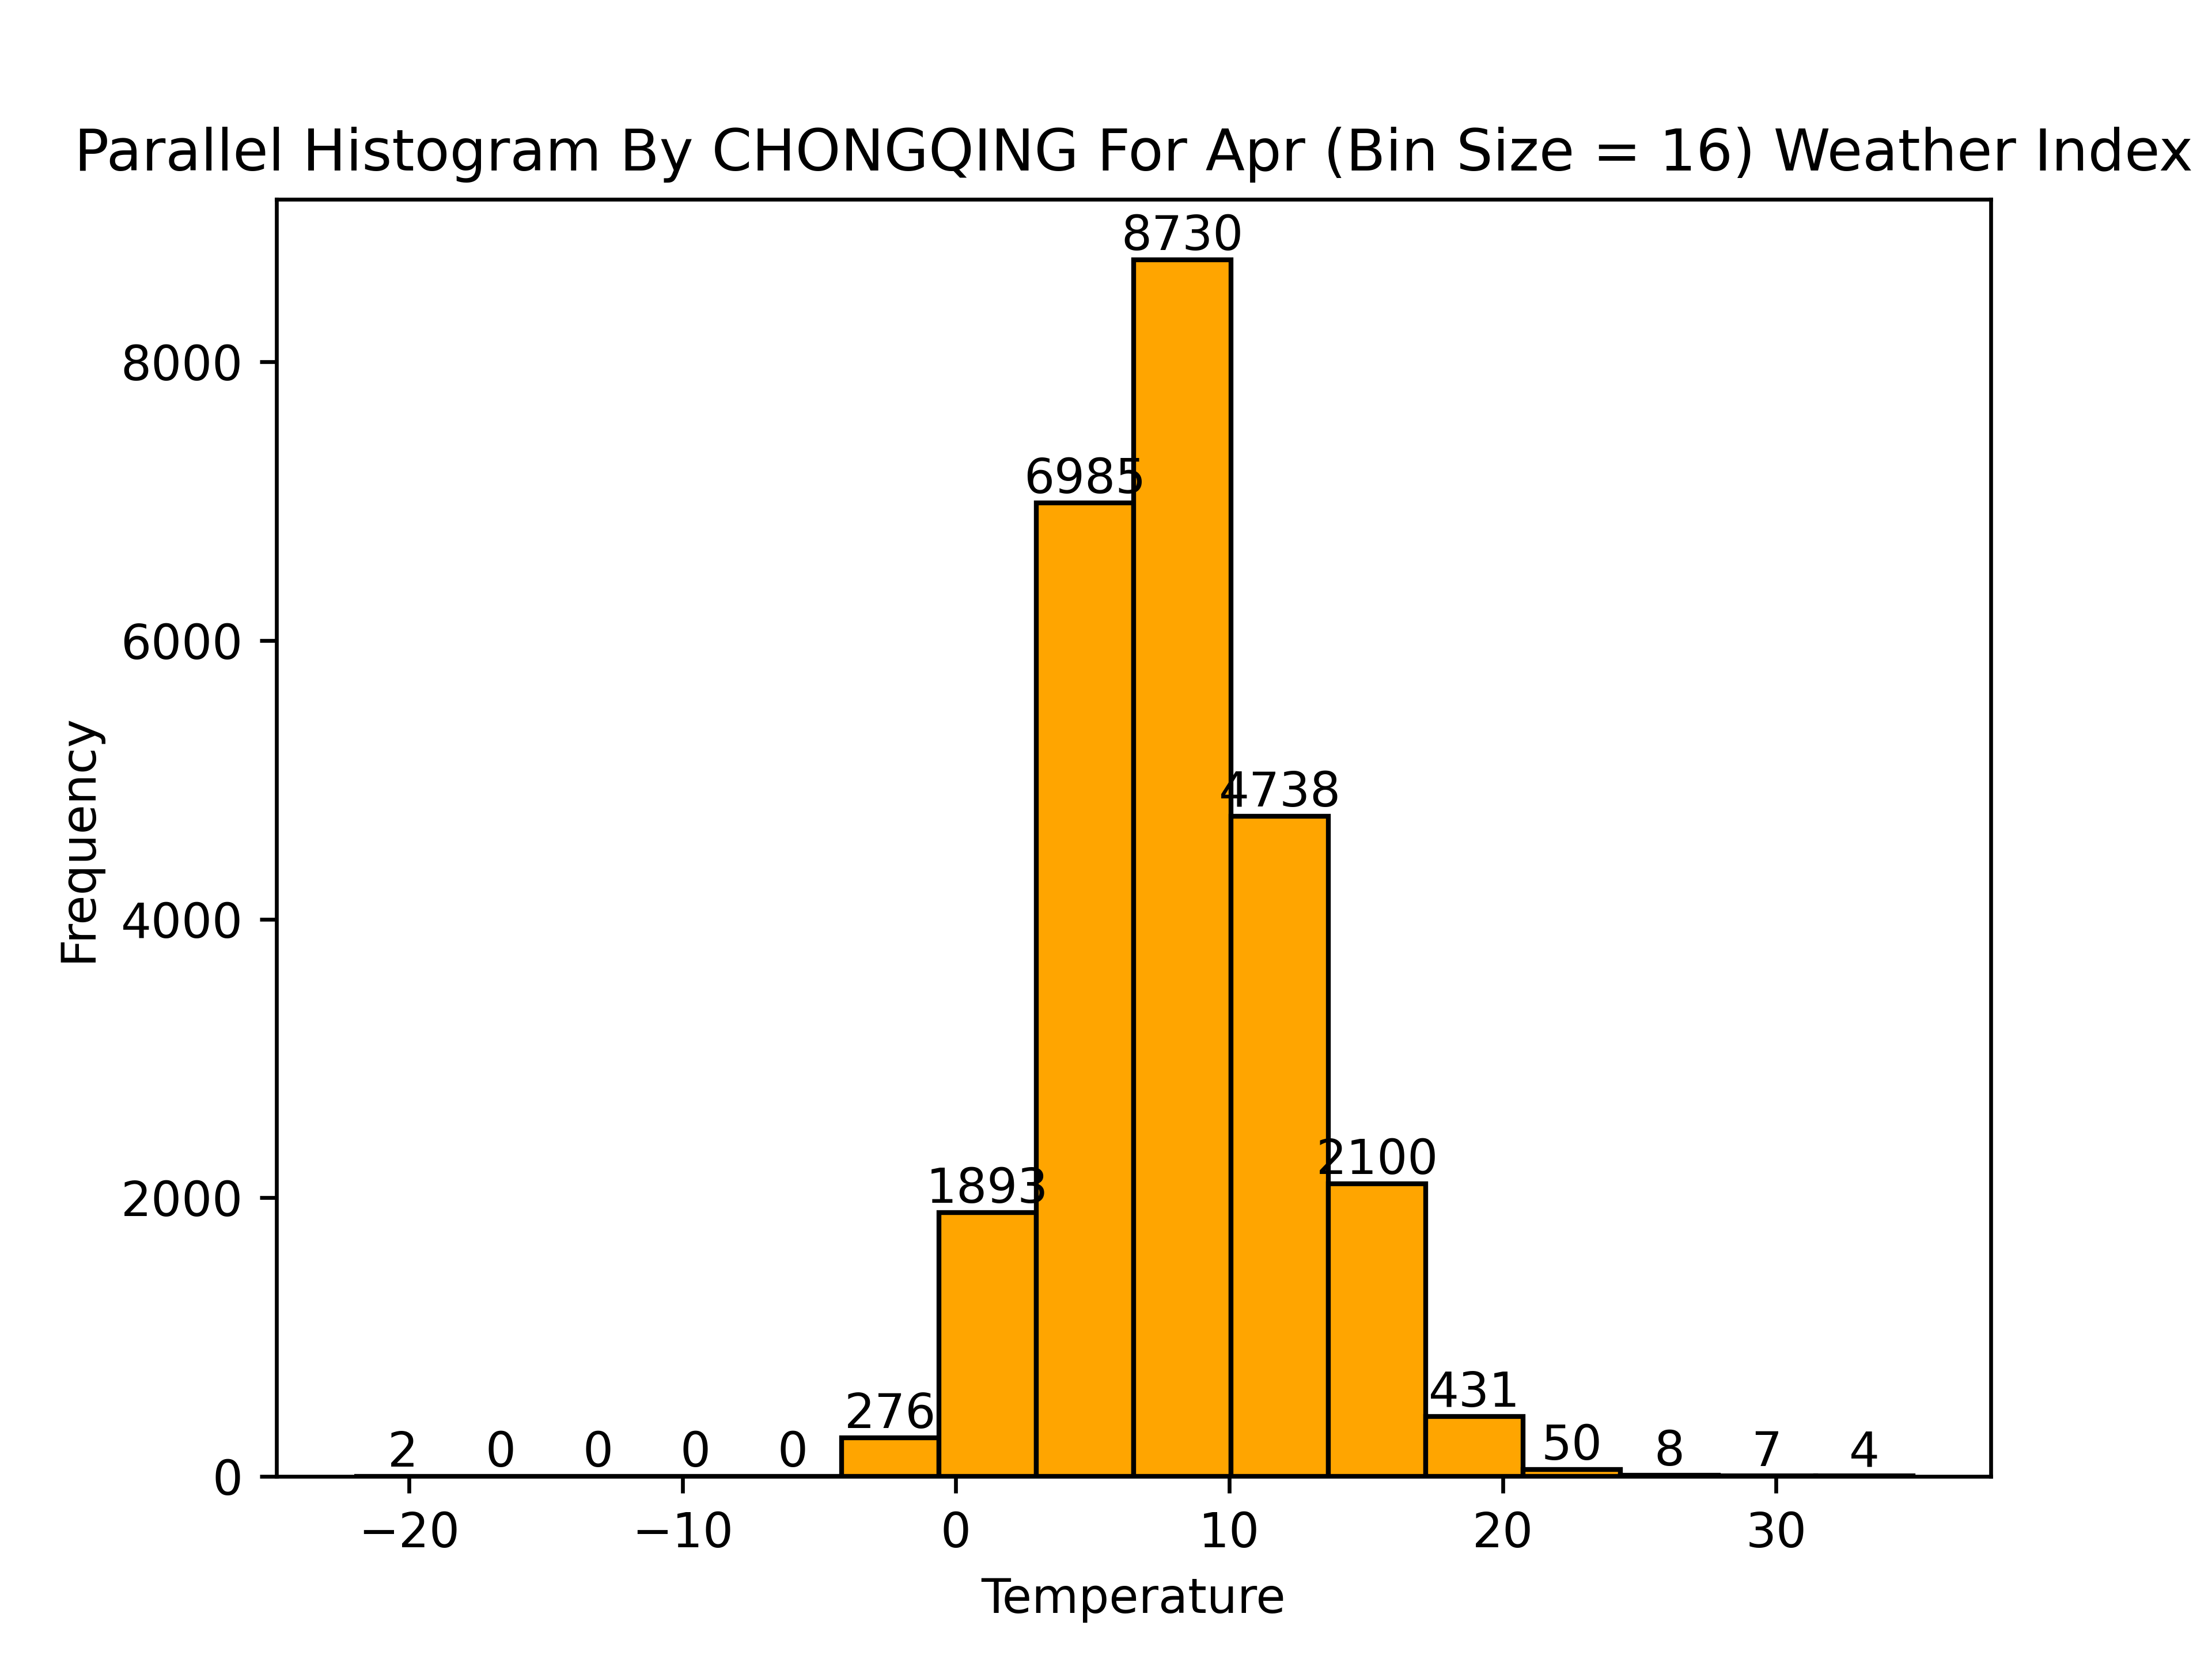 Parallel Histogram By CHONGQING For Apr (Bin Size = 16) Weather Index
8730
8000
6985
6000
4738
4000
Frequency
2100
1893
2000
431
276
50
2 0 0 0 0 8 7 4
0
−20 −10 0 10 20 30
Temperature